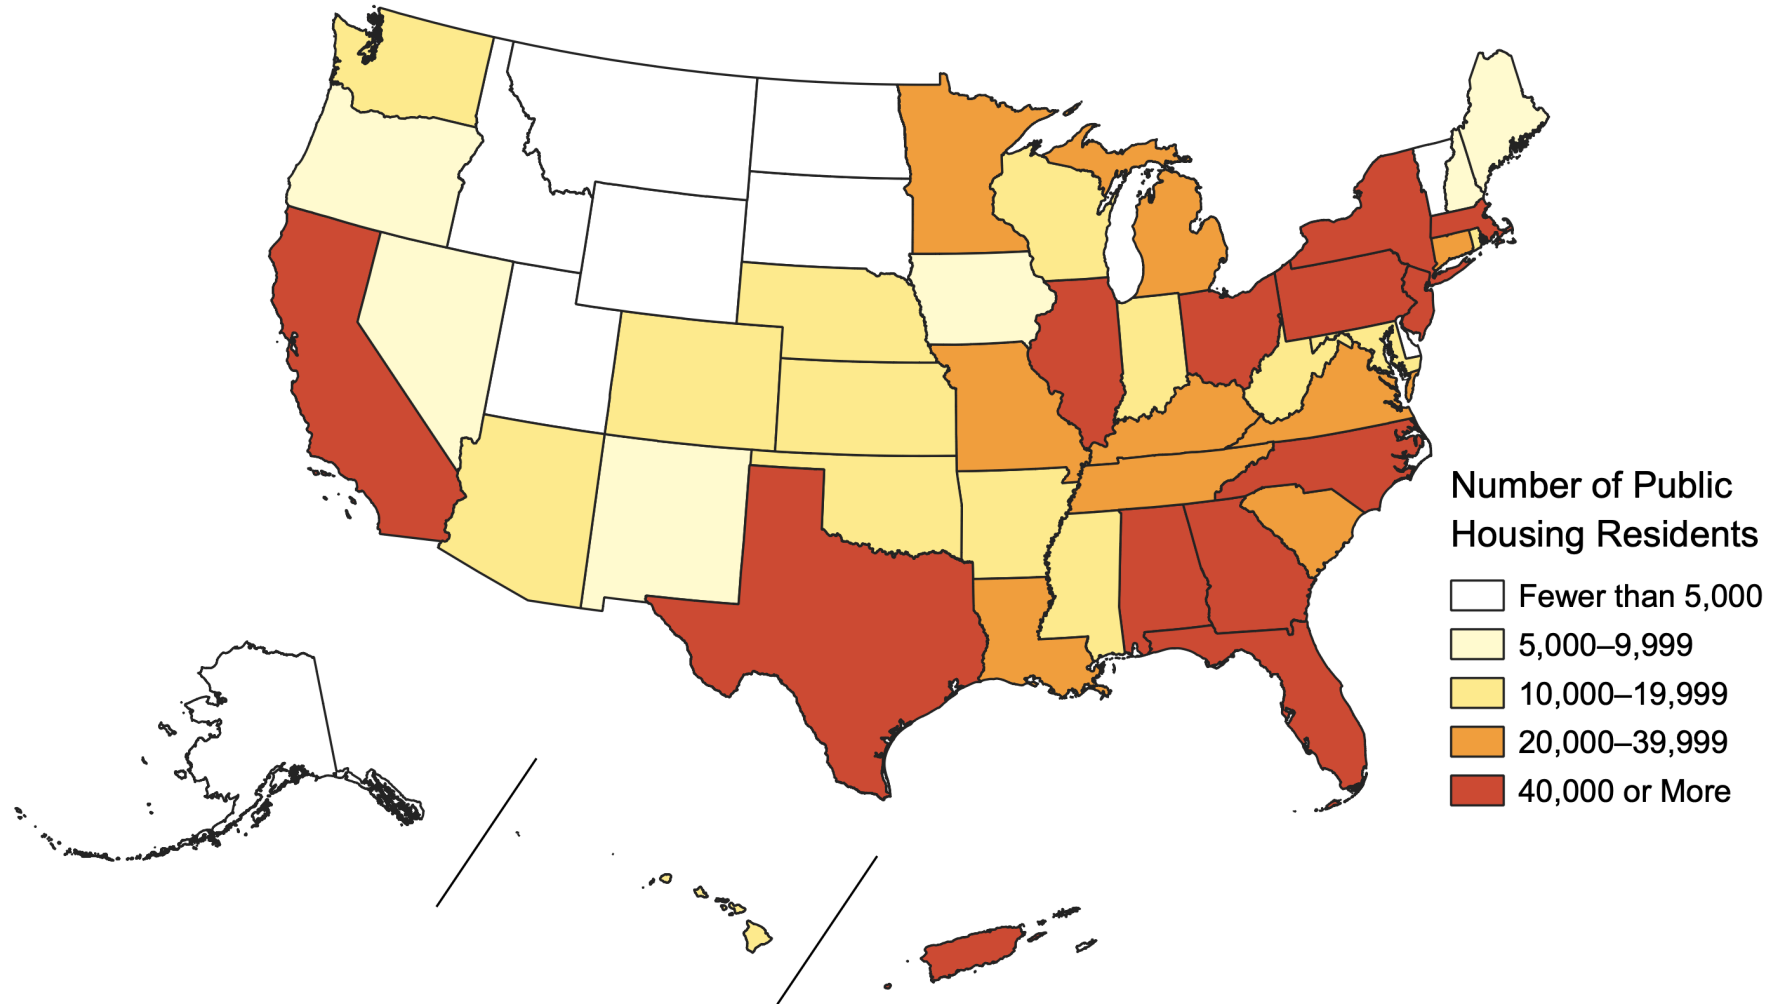 Number of Public
Housing Residents
Fewer than 5,000
5,000–9,999
10,000–19,999
20,000–39,999
40,000 or More